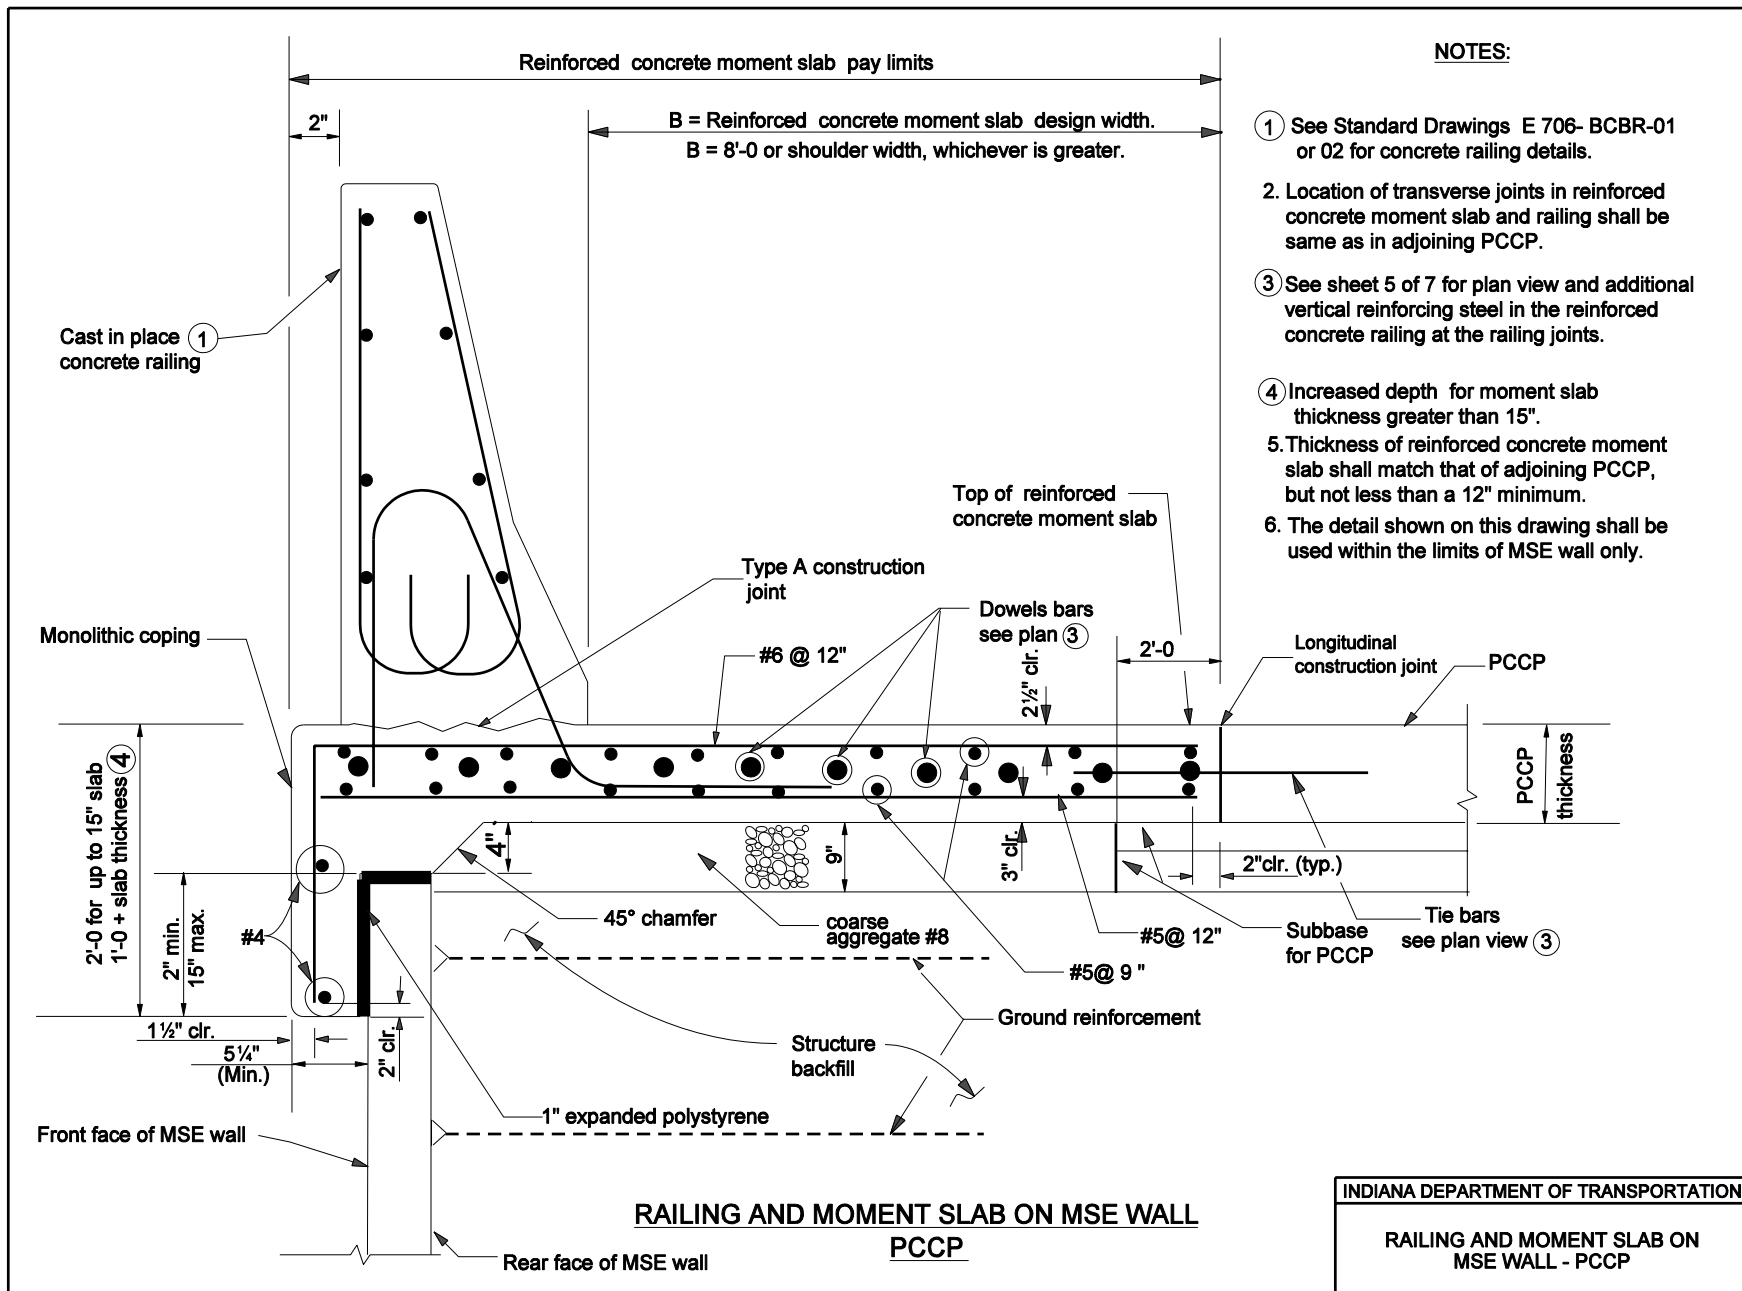 Reinforced concrete moment slab pay limits
2"
B = Reinforced concrete moment slab design width.
B = 8'-0 or shoulder width, whichever is greater.
NOTES:
1 See Standard Drawings E 706- BCBR-01
or 02 for concrete railing details.
2. Location of transverse joints in reinforced
concrete moment slab and railing shall be
same as in adjoining PCCP.
3 See sheet 5 of 7 for plan view and additional
vertical reinforcing steel in the reinforced
concrete railing at the railing joints.
4 Increased depth for moment slab
thickness greater than 15".
5. Thickness of reinforced concrete moment
slab shall match that of adjoining PCCP,
but not less than a 12" minimum.
6. The detail shown on this drawing shall be
used within the limits of MSE wall only.
Cast in place 1
concrete railing
Top of reinforced
concrete moment slab
Type A construction
joint
Monolithic coping
Dowels bars
see plan 3
#6 @ 12"
2½" clr.
2'-0
Longitudinal
construction joint
PCCP
2'-0 for up to 15" slab
1'-0 + slab thickness 4
PCCP
thickness
4"
9"
3" clr.
2"clr. (typ.)
2" min.
15" max.
#4
45° chamfer
coarse
aggregate #8
#5@ 12"
#5@ 9 "
Subbase
for PCCP
Tie bars
see plan view 3
1½" clr.
5¼"
(Min.)
2" clr.
Ground reinforcement
Structure
backfill
1" expanded polystyrene
Front face of MSE wall
Rear face of MSE wall
RAILING AND MOMENT SLAB ON MSE WALL
PCCP
INDIANA DEPARTMENT OF TRANSPORTATION
RAILING AND MOMENT SLAB ON
MSE WALL - PCCP